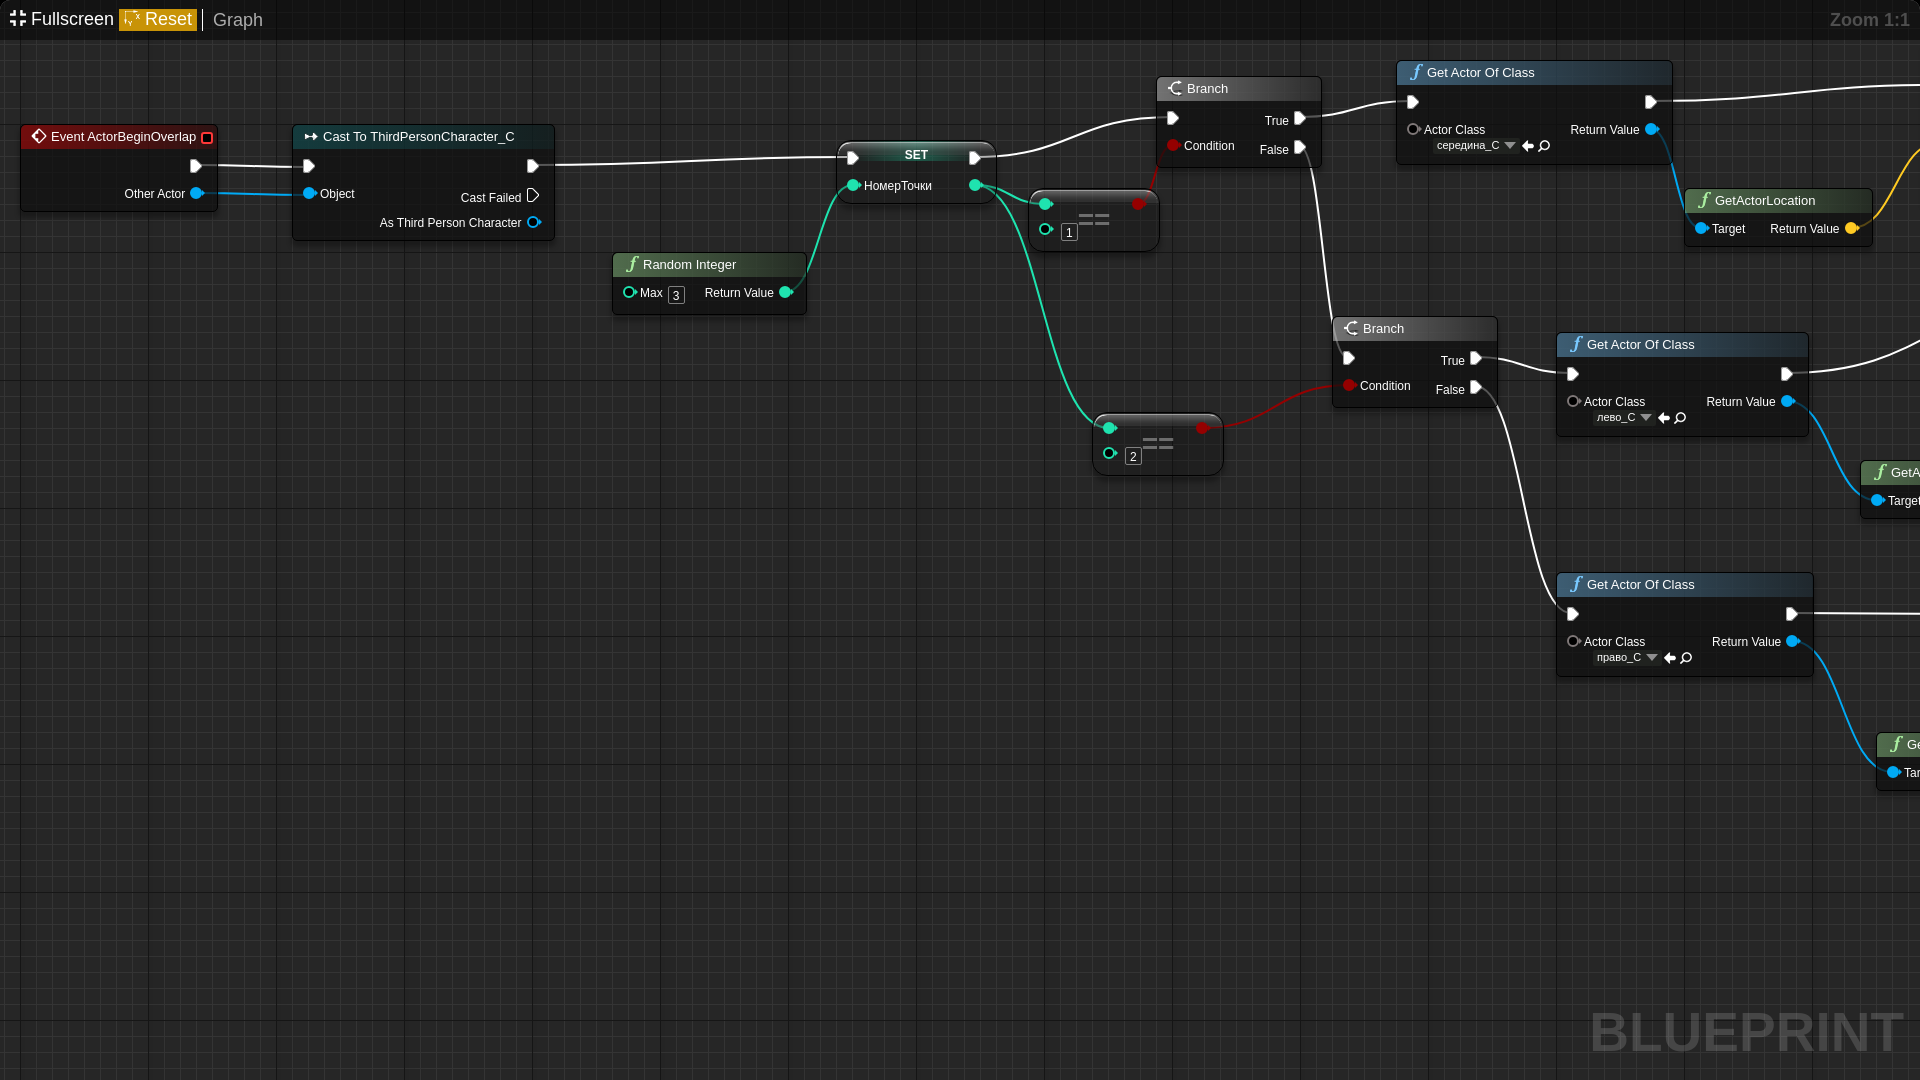 Fullscreen Reset Graph
Zoom 1:1
Event ActorBeginOverlap
Other Actor
Cast To ThirdPersonCharacter_C
Object
Cast Failed
As Third Person Character
Random Integer
Max 3 Return Value
SET
НомерТочки
1
2
Branch
True
Condition
False
Get Actor Of Class
Actor Class Return Value
середина_C
GetActorLocation
Target Return Value
Branch
True
Condition
False
Get Actor Of Class
Actor Class Return Value
лево_C
GetA
Target
Get Actor Of Class
Actor Class Return Value
право_C
Ge
Tar
BLUEPRINT